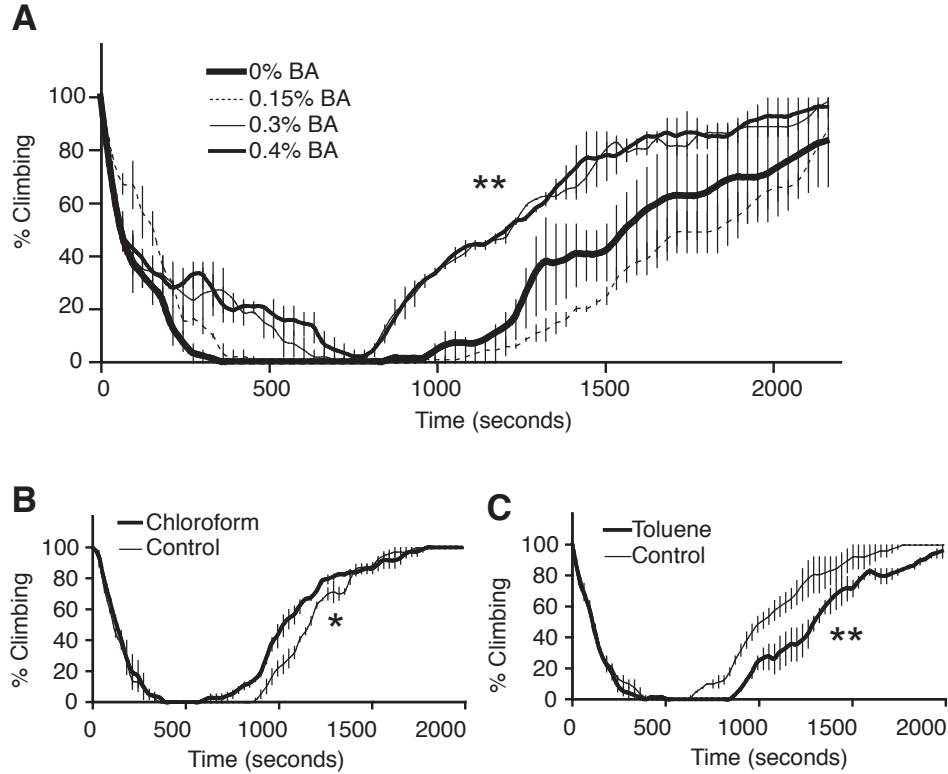 A
0% BA
0.15% BA
0.3% BA
0.4% BA
100
80
60
40
20
0
% Climbing
**
0 500 1000 1500 2000
Time (seconds)
B
Chloroform
Control
100
80
60
40
20
0
% Climbing
*
0 500 1000 1500 2000
Time (seconds)
C
Toluene
Control
100
80
60
40
20
0
% Climbing
**
0 500 1000 1500 2000
Time (seconds)